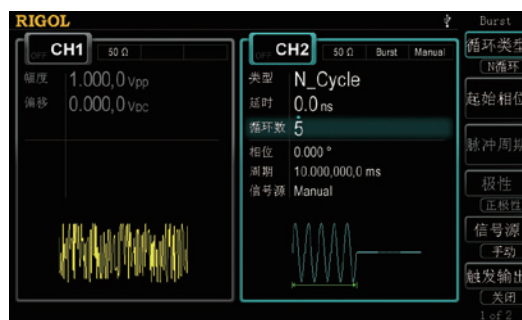 RIGOL
Burst
OFF CH1 50 Ω
幅度 1.000,0 Vpp
偏移 0.000,0 VDC
OFF CH2 50 Ω Burst Manual
类型 N_Cycle
延时 0.0 ns
循环数 5
相位 0.000 °
周期 10.000,000,0 ms
信号源 Manual
循环类型
N循环
起始相位
脉冲周期
极性
正极性
信号源
手动
触发输出
关闭
1 of 2